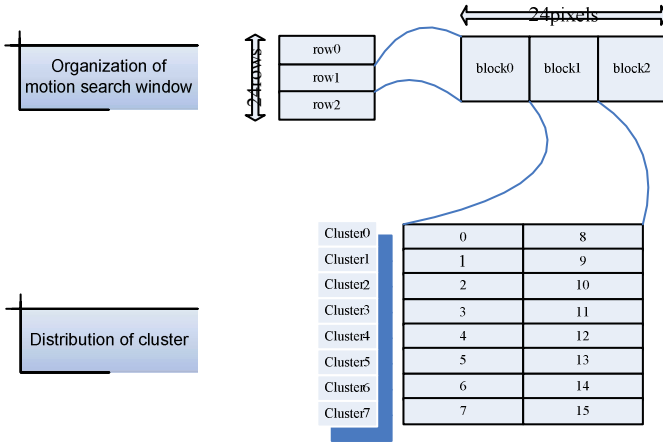 24pixels
Organization of
motion search window
24rows
row0
row1
row2
block0 block1 block2
Cluster0 0 8
Cluster1 1 9
Cluster2 2 10
Cluster3 3 11
Distribution of cluster
Cluster4 4 12
Cluster5 5 13
Cluster6 6 14
Cluster7 7 15